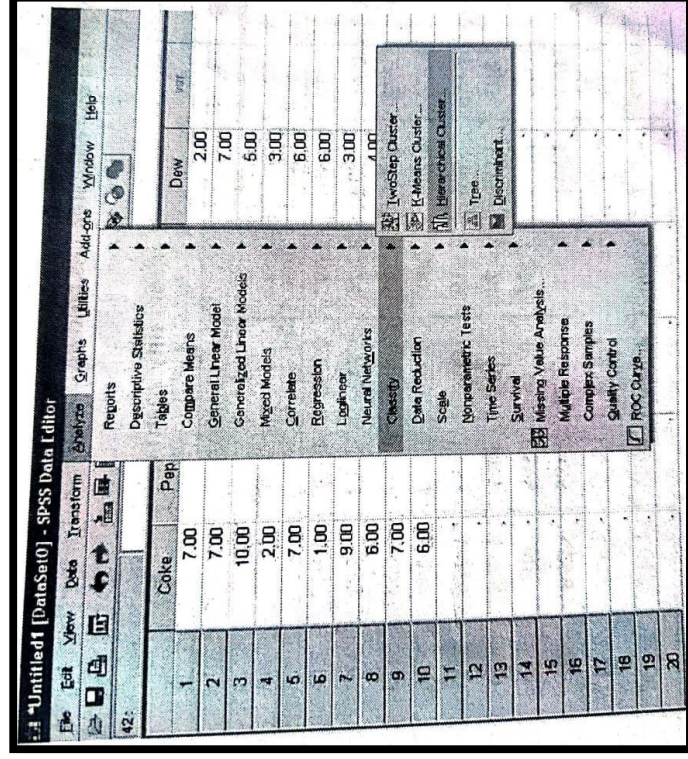 *Untitled1 [DataSet0] - SPSS Data Editor
File Edit View Data Transform Analyze Graphs Utilities Add-ons Window Help
42:
Coke Pep Dew var
1 7.00 2.00
2 7.00 7.00
3 10.00 5.00
4 2.00 3.00
5 7.00 6.00
6 1.00 6.00
7 9.00 3.00
8 6.00 4.00
9 7.00
10 6.00
11
12
13
14
15
16
17
18
19
20
Reports
Descriptive Statistics
Tables
Compare Means
General Linear Model
Generalized Linear Models
Mixed Models
Correlate
Regression
Loglinear
Neural Networks
Classify
Data Reduction
Scale
Nonparametric Tests
Time Series
Survival
Missing Value Analysis...
Multiple Response
Complex Samples
Quality Control
ROC Curve...
TwoStep Cluster...
K-Means Cluster...
Hierarchical Cluster...
Tree...
Discriminant...